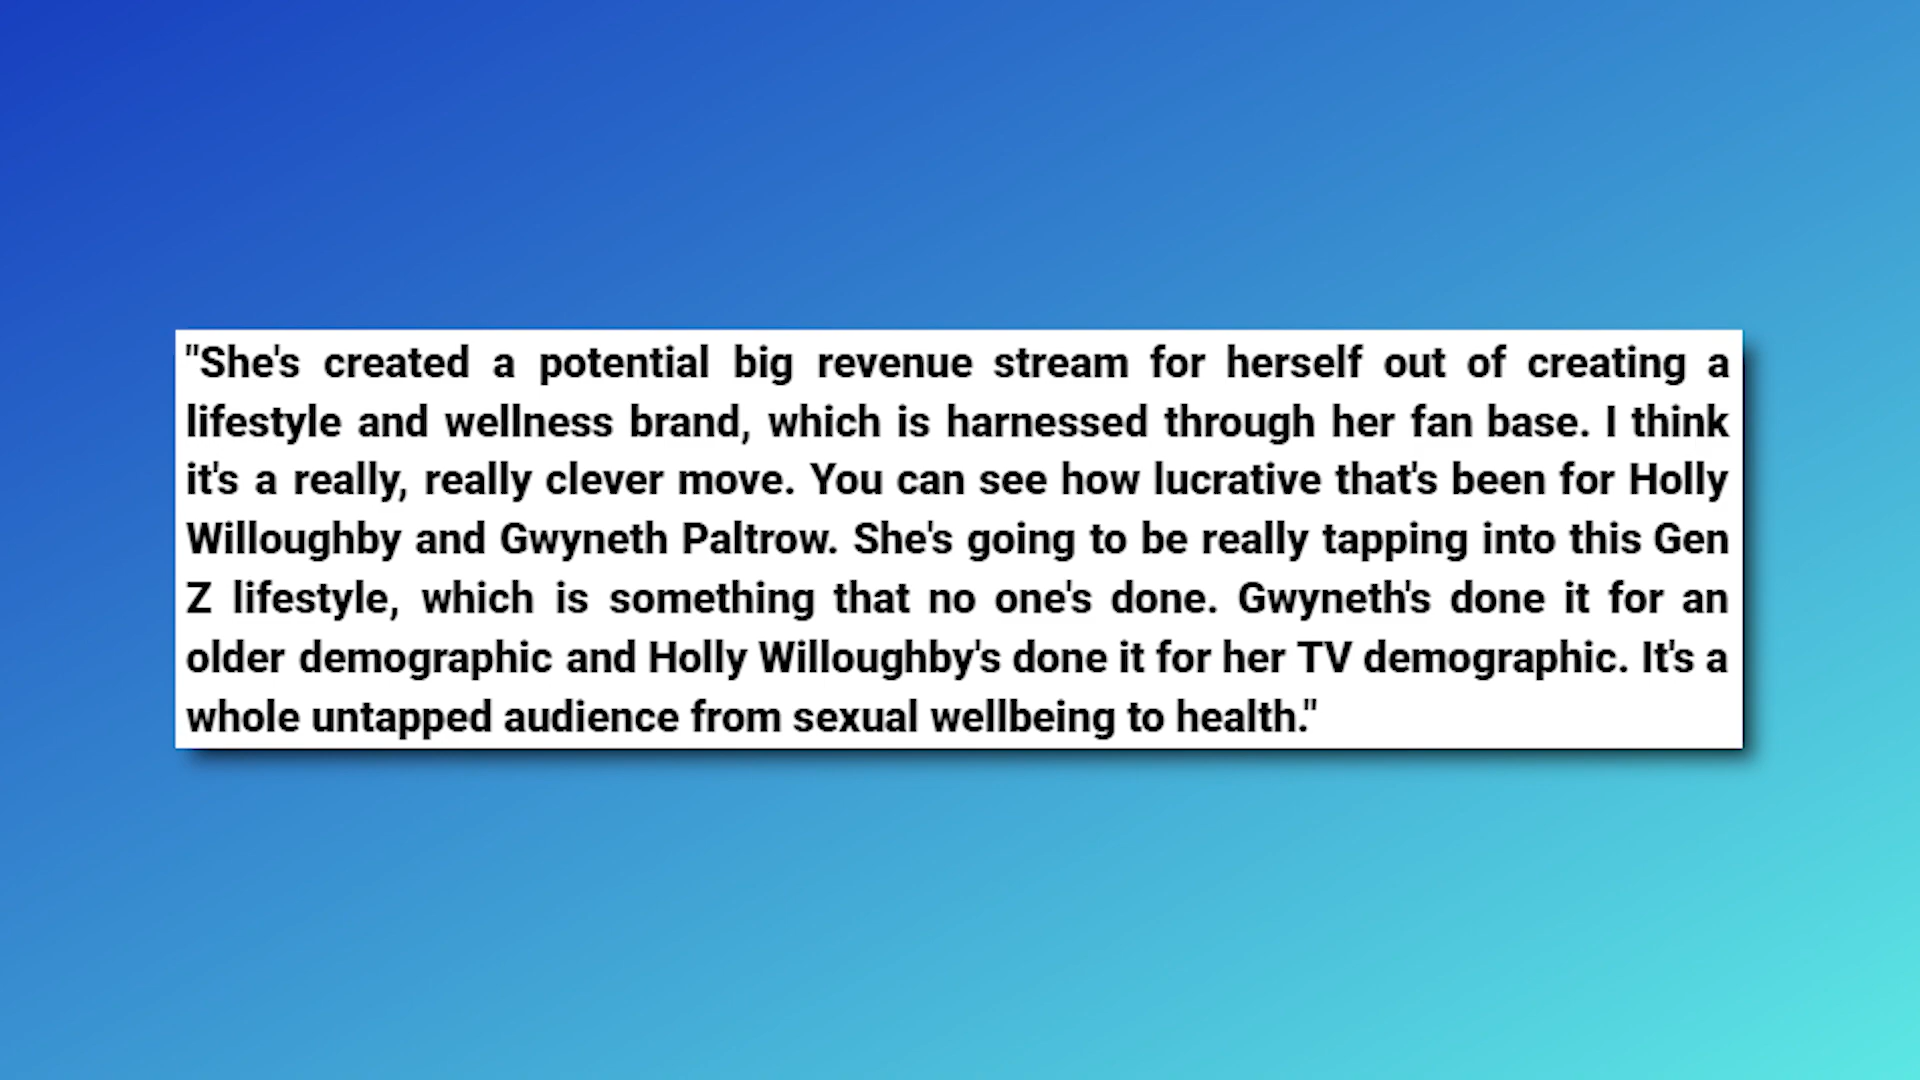 "She's created a potential big revenue stream for herself out of creating a
lifestyle and wellness brand, which is harnessed through her fan base. I think
it's a really, really clever move. You can see how lucrative that's been for Holly
Willoughby and Gwyneth Paltrow. She's going to be really tapping into this Gen
Z lifestyle, which is something that no one's done. Gwyneth's done it for an
older demographic and Holly Willoughby's done it for her TV demographic. It's a
whole untapped audience from sexual wellbeing to health."